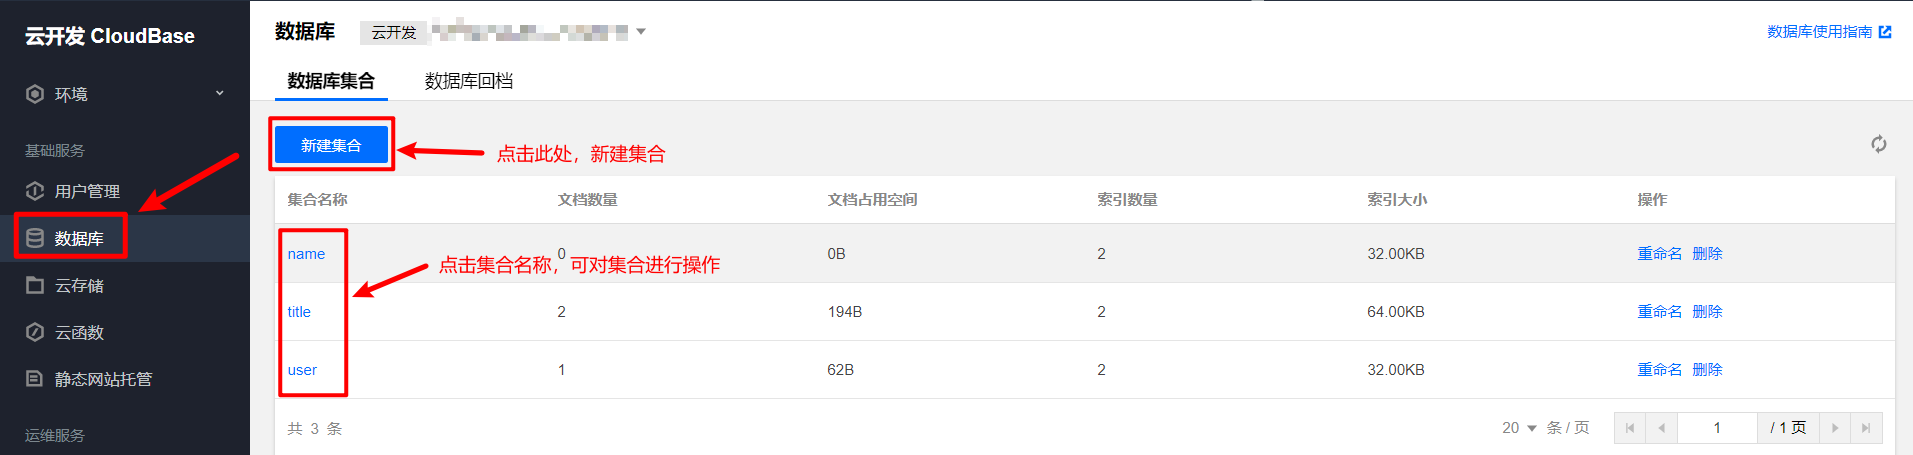 云开发 CloudBase
环境
基础服务
用户管理
数据库
云存储
云函数
静态网站托管
运维服务
数据库 云开发
数据库使用指南
数据库集合 数据库回档
新建集合
点击此处，新建集合
集合名称 文档数量 文档占用空间 索引数量 索引大小 操作
name 0 0B 2 32.00KB 重命名 删除
点击集合名称，可对集合进行操作
title 2 194B 2 64.00KB 重命名 删除
user 1 62B 2 32.00KB 重命名 删除
共 3 条 20 条 / 页 1 / 1 页